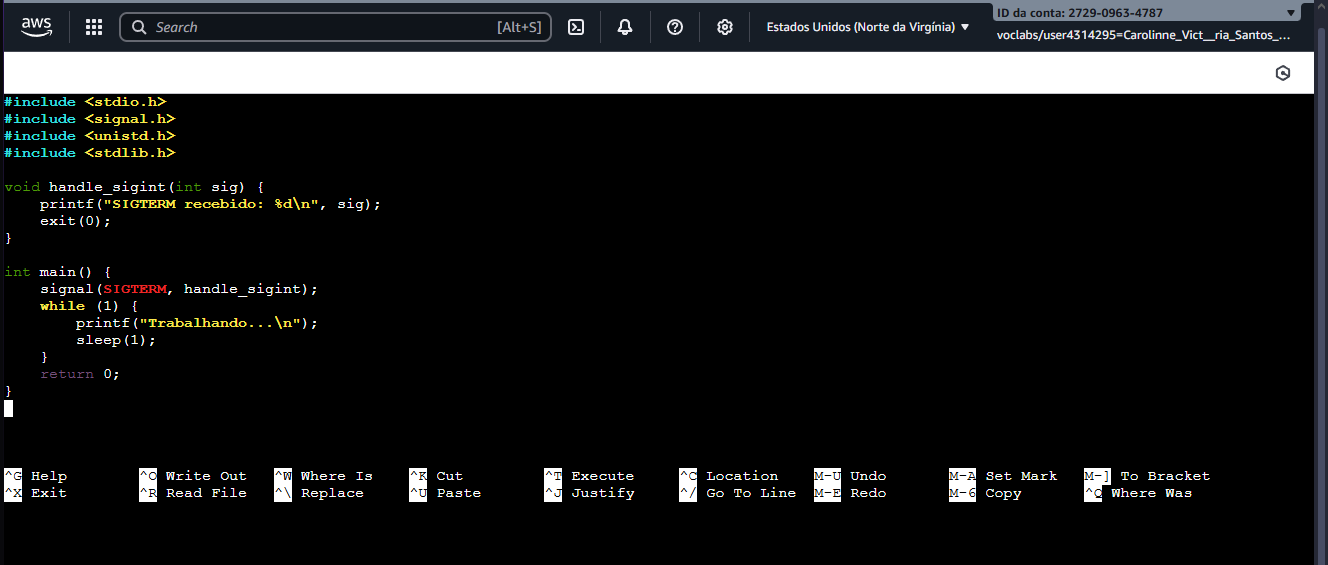 aws
Search [Alt+S]
Estados Unidos (Norte da Virgínia)
ID da conta: 2729-0963-4787
voclabs/user4314295=Carolinne_Vict__ria_Santos_...
#include <stdio.h>
#include <signal.h>
#include <unistd.h>
#include <stdlib.h>
void handle_sigint(int sig) {
    printf("SIGTERM recebido: %d\n", sig);
    exit(0);
}
int main() {
    signal(SIGTERM, handle_sigint);
    while (1) {
        printf("Trabalhando...\n");
        sleep(1);
    }
    return 0;
}
^G Help ^O Write Out ^W Where Is ^K Cut ^T Execute ^C Location M-U Undo M-A Set Mark M-] To Bracket
^X Exit ^R Read File ^\ Replace ^U Paste ^J Justify ^/ Go To Line M-E Redo M-6 Copy ^Q Where Was